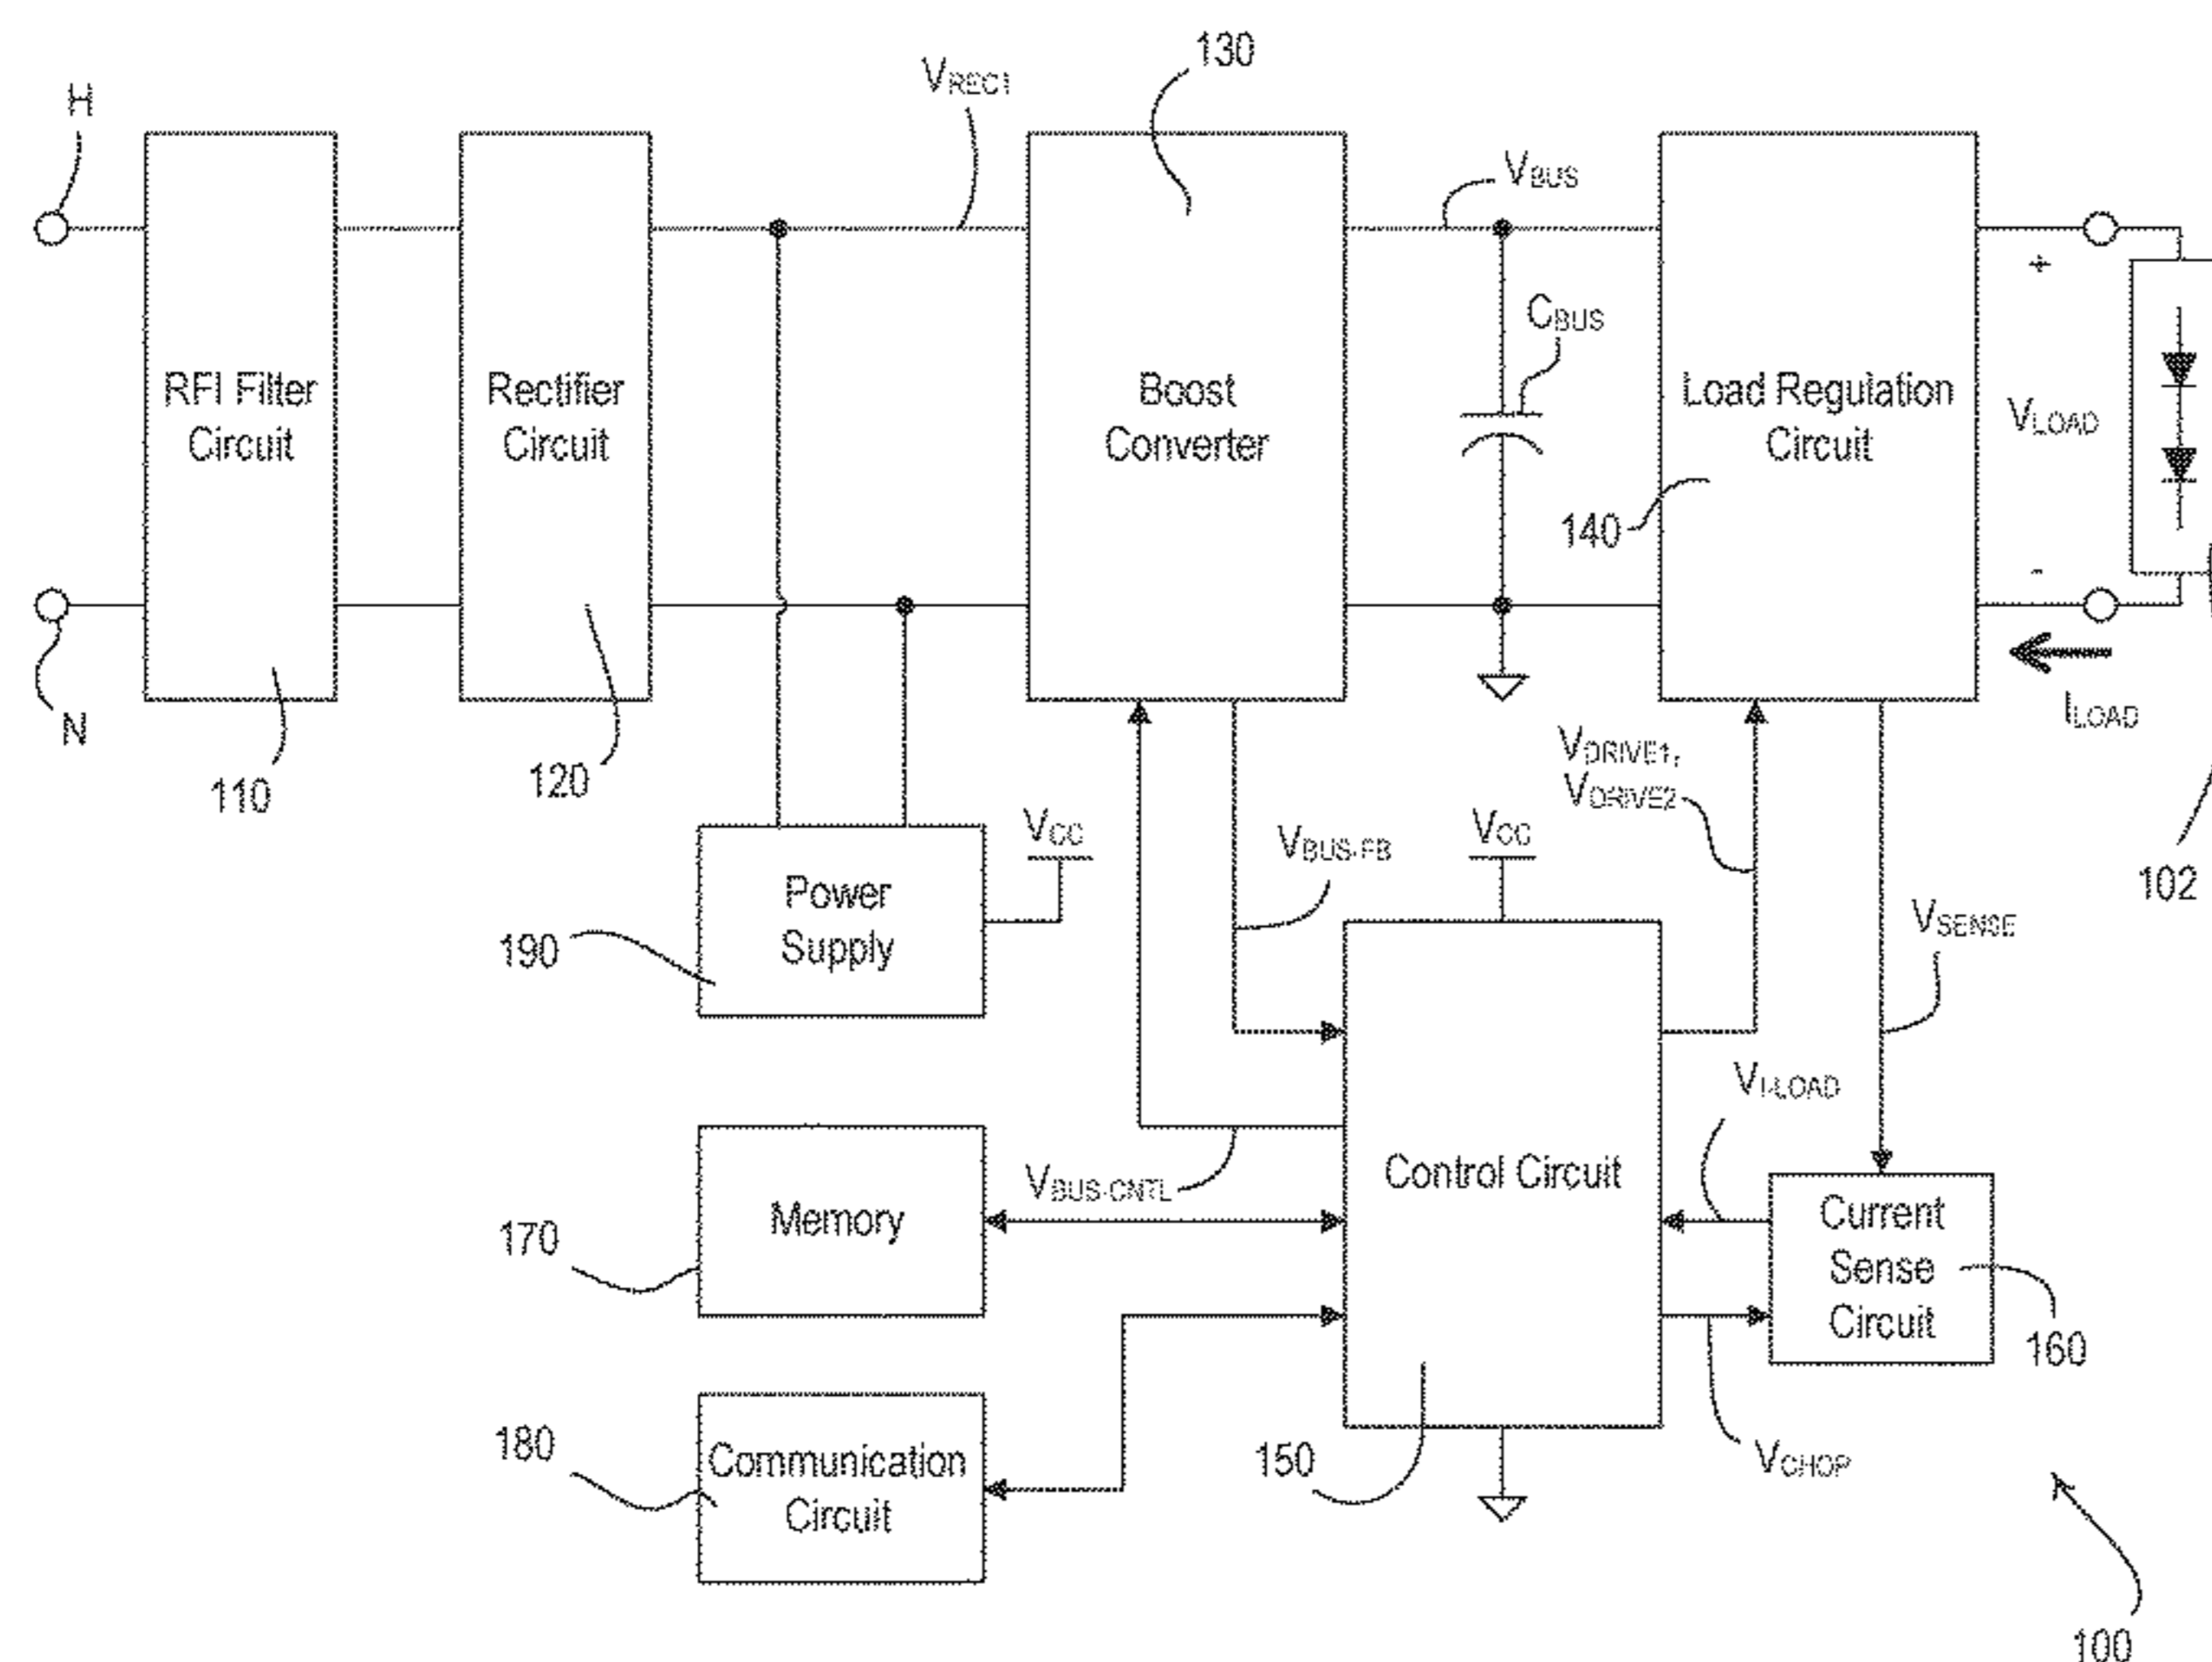 130
VREC1
H
VBUS
CBUS
RFI Filter
Circuit
Rectifier
Circuit
Boost
Converter
Load Regulation
Circuit
+
VLOAD
-
140
N
110
120
ILOAD
VDRIVE1,
VDRIVE2
VCC
VBUS-FB
VCC
102
Power
Supply
190
VSENSE
VI-LOAD
VBUS-CNTL
Control Circuit
Memory
170
Current
Sense
Circuit
160
180
Communication
Circuit
150
VCHOP
100